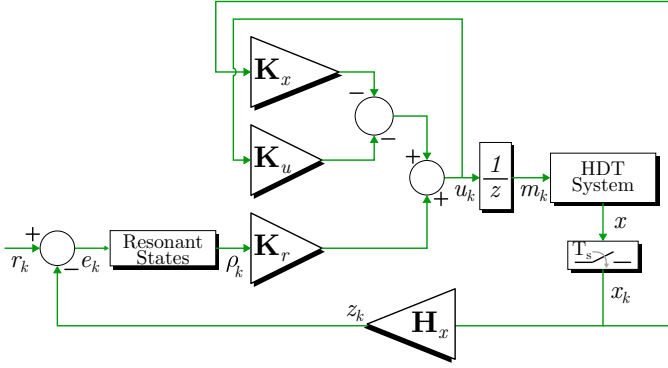 K_x
−
−
K_u
+
+
u_k
1/z
m_k
HDT
System
x
T_s
x_k
+
r_k
−
e_k
Resonant
States
ρ_k
K_r
z_k
H_x